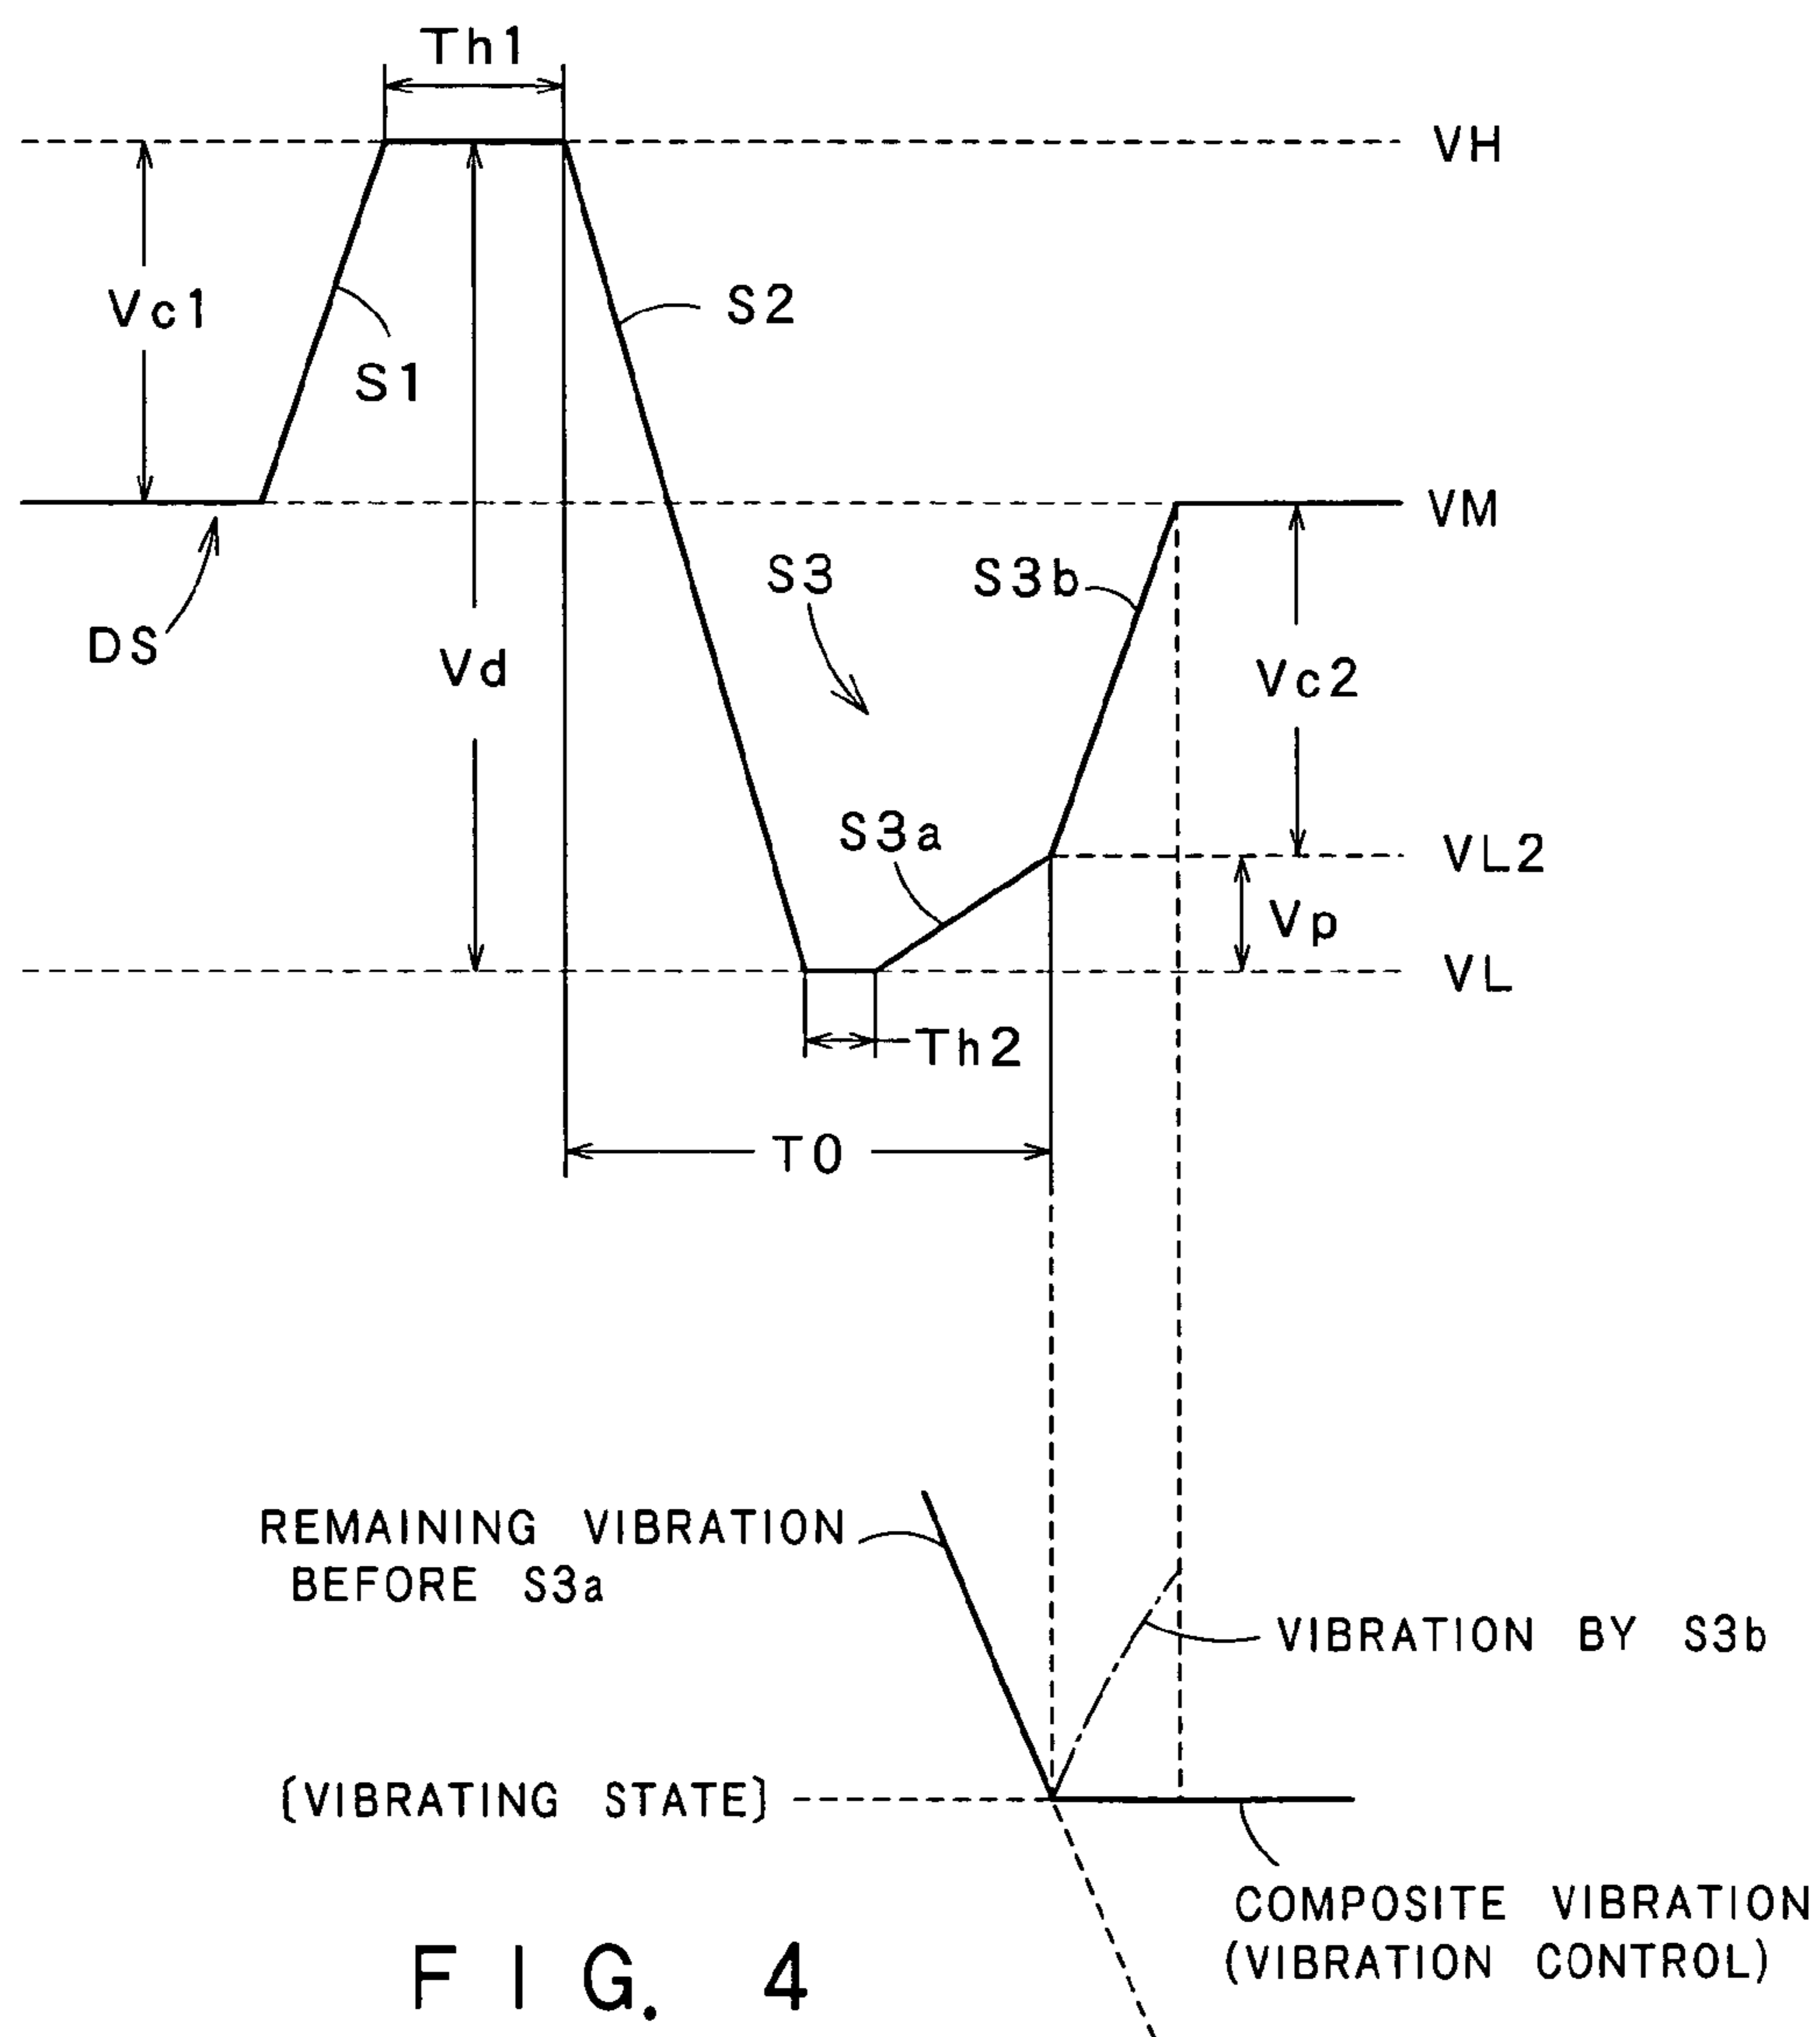 Th1
VH
Vc1
S2
S1
VM
S3
S3b
DS
Vd
Vc2
S3a
VL2
Vp
VL
Th2
T0
REMAINING VIBRATION
BEFORE S3a
VIBRATION BY S3b
[VIBRATING STATE]
COMPOSITE VIBRATION
(VIBRATION CONTROL)
FIG. 4